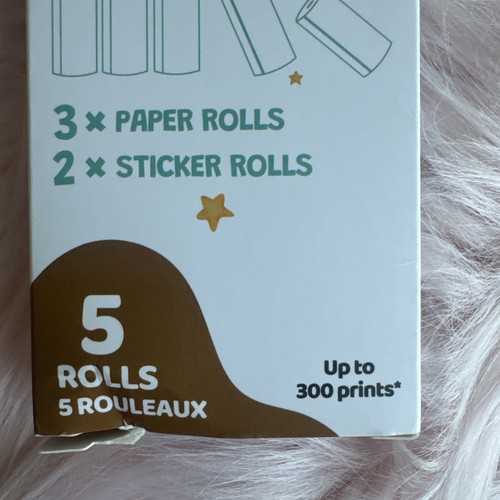 3 × PAPER ROLLS
2 × STICKER ROLLS
5
ROLLS
5 ROULEAUX
Up to
300 prints*